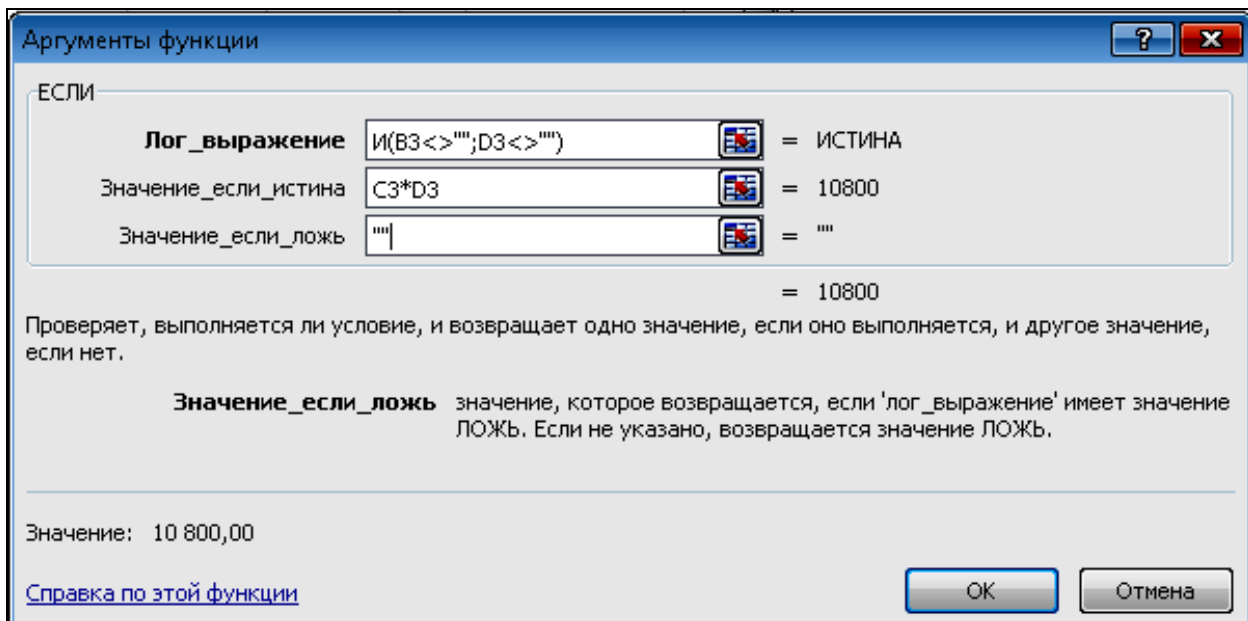 Аргументы функции
ЕСЛИ
Лог_выражение И(B3<>"";D3<>"") = ИСТИНА
Значение_если_истина C3*D3 = 10800
Значение_если_ложь "" = ""
= 10800
Проверяет, выполняется ли условие, и возвращает одно значение, если оно выполняется, и другое значение,
если нет.
Значение_если_ложь значение, которое возвращается, если 'лог_выражение' имеет значение
ЛОЖЬ. Если не указано, возвращается значение ЛОЖЬ.
Значение: 10 800,00
Справка по этой функции OK Отмена